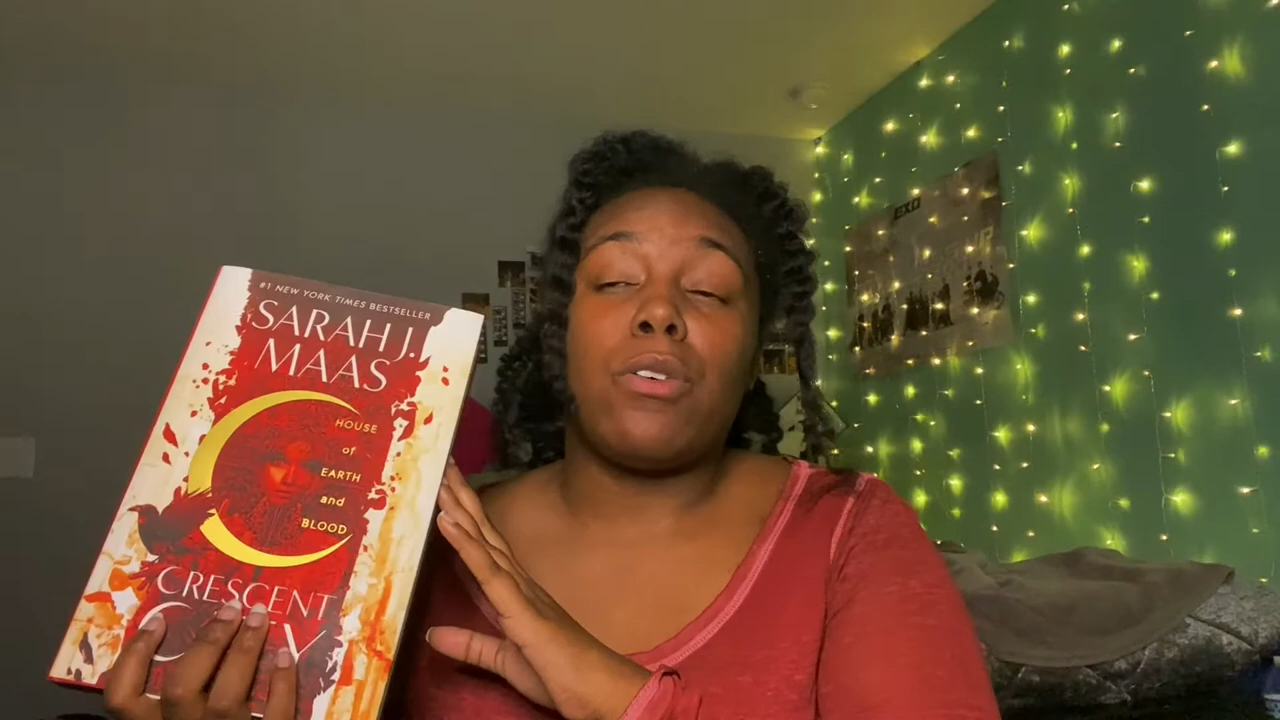 #1 NEW YORK TIMES BESTSELLER
SARAH J.
MAAS
HOUSE
of
EARTH
and
BLOOD
CRESCENT
EXO